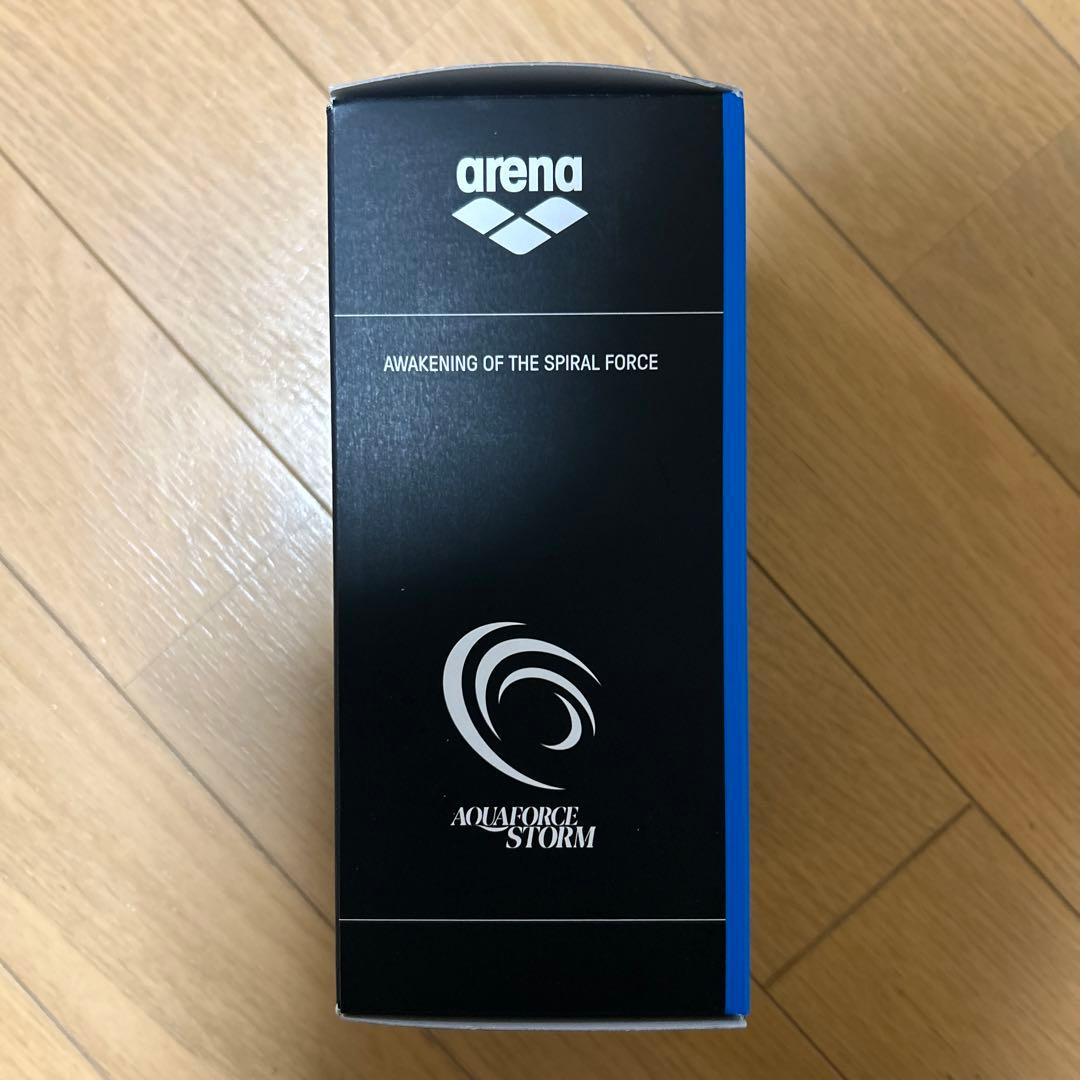 arena
AWAKENING OF THE SPIRAL FORCE
AQUAFORCE
STORM